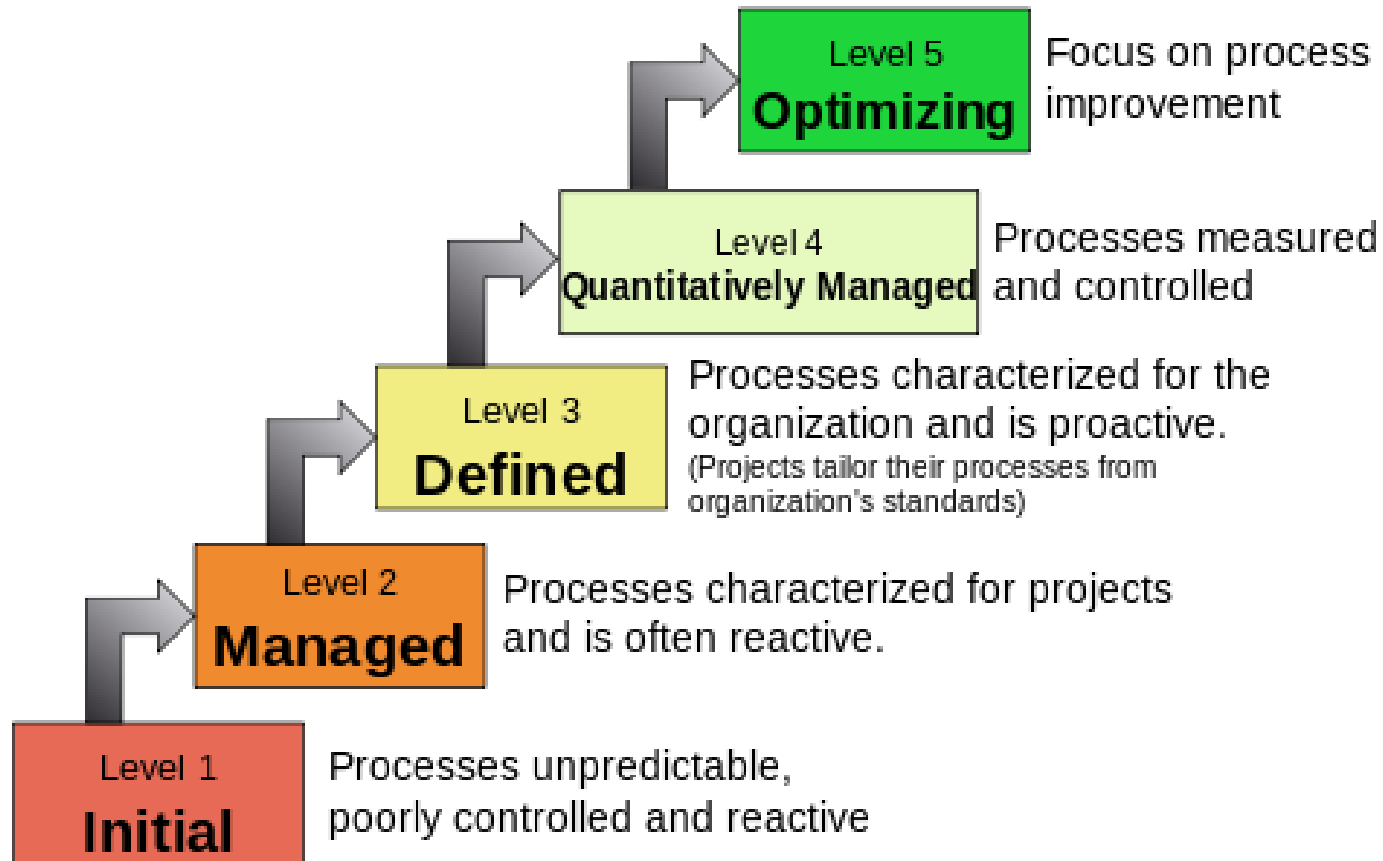 Level 5
Optimizing
Focus on process
improvement
Level 4
Quantitatively Managed
Processes measured
and controlled
Level 3
Defined
Processes characterized for the
organization and is proactive.
(Projects tailor their processes from
organization's standards)
Level 2
Managed
Processes characterized for projects
and is often reactive.
Level 1
Initial
Processes unpredictable,
poorly controlled and reactive